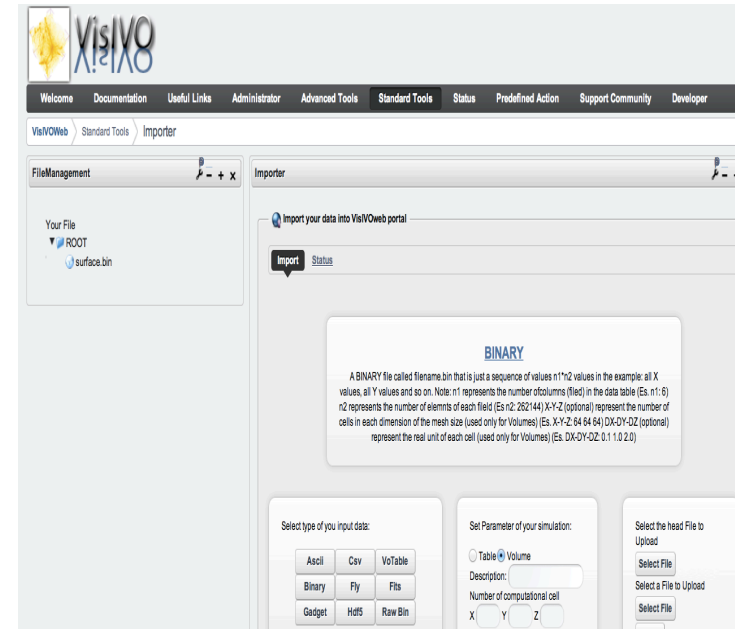 VisIVO
Welcome Documentation Useful Links Administrator Advanced Tools Standard Tools Status Predefined Action Support Community Developer
VisIVOWeb Standard Tools Importer
FileManagement
Your File
ROOT
surface.bin
Importer
Import your data into VisIVOweb portal
Import Status
BINARY
A BINARY file called filename.bin that is just a sequence of values n1*n2 values in the example: all X
values, all Y values and so on. Note: n1 represents the number ofcolumns (filed) in the data table (Es. n1: 6)
n2 represents the number of elemnts of each fileld (Es n2: 262144) X-Y-Z (optional) represent the number of
cells in each dimension of the mesh size (used only for Volumes) (Es. X-Y-Z: 64 64 64) DX-DY-DZ (optional)
represent the real unit of each cell (used only for Volumes) (Es. DX-DY-DZ: 0.1 1.0 2.0)
Select type of you input data:
Ascii Csv VoTable
Binary Fly Fits
Gadget Hdf5 Raw Bin
Set Parameter of your simulation:
Table Volume
Description:
Number of computational cell
X Y Z
Select the head File to
Upload
Select File
Select a File to Upload
Select File